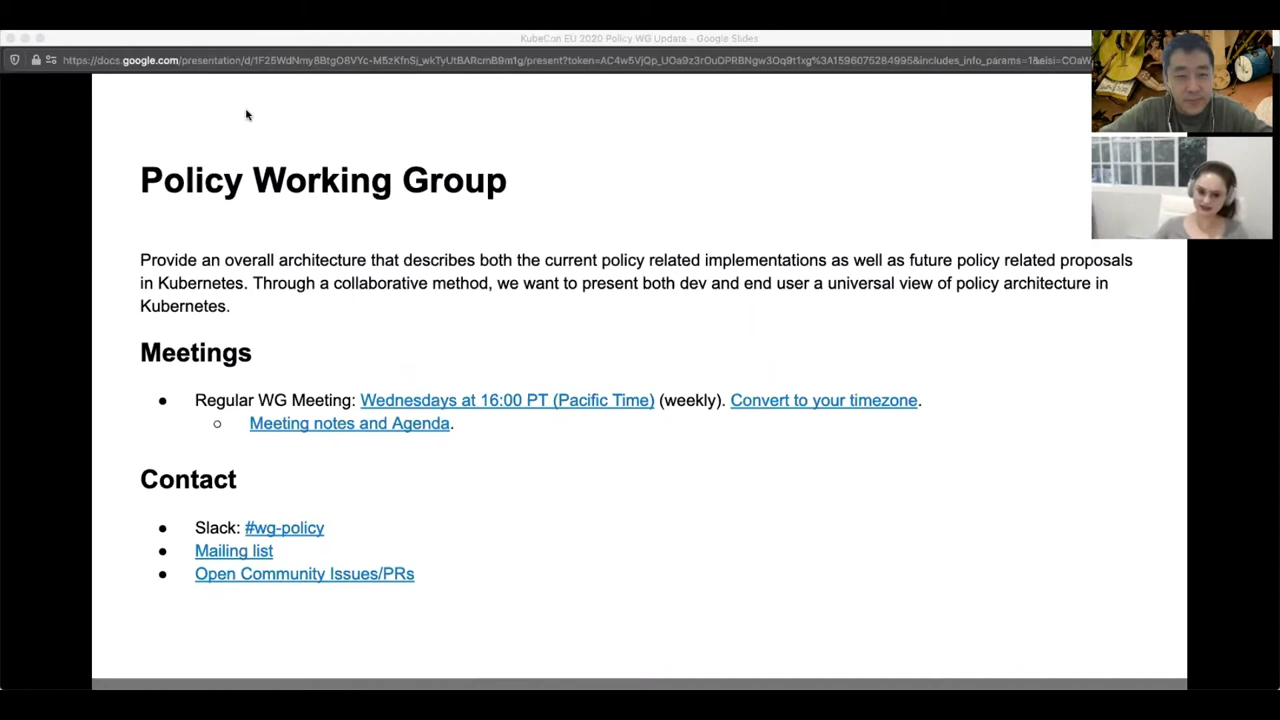 KubeCon EU 2020 Policy WG Update - Google Slides
Policy Working Group
Provide an overall architecture that describes both the current policy related implementations as well as future policy related proposals
in Kubernetes. Through a collaborative method, we want to present both dev and end user a universal view of policy architecture in
Kubernetes.
Meetings
● Regular WG Meeting: Wednesdays at 16:00 PT (Pacific Time) (weekly). Convert to your timezone.
○ Meeting notes and Agenda.
Contact
● Slack: #wg-policy
● Mailing list
● Open Community Issues/PRs